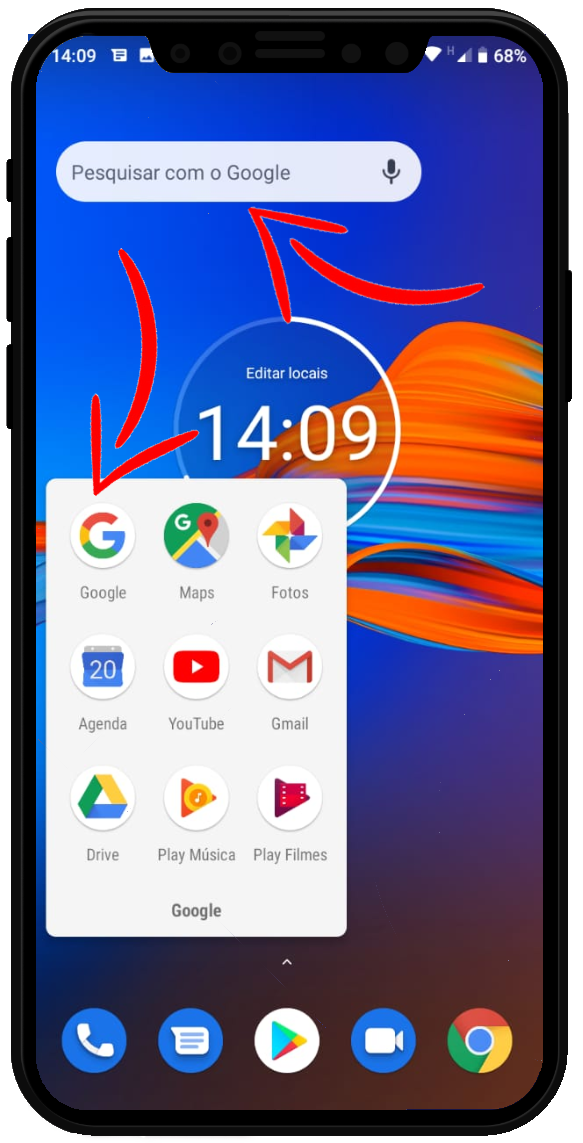 14:09 H 68%
Pesquisar com o Google
Editar locais
14:09
G
Google Maps Fotos
20
Agenda YouTube Gmail
Drive Play Música Play Filmes
Google